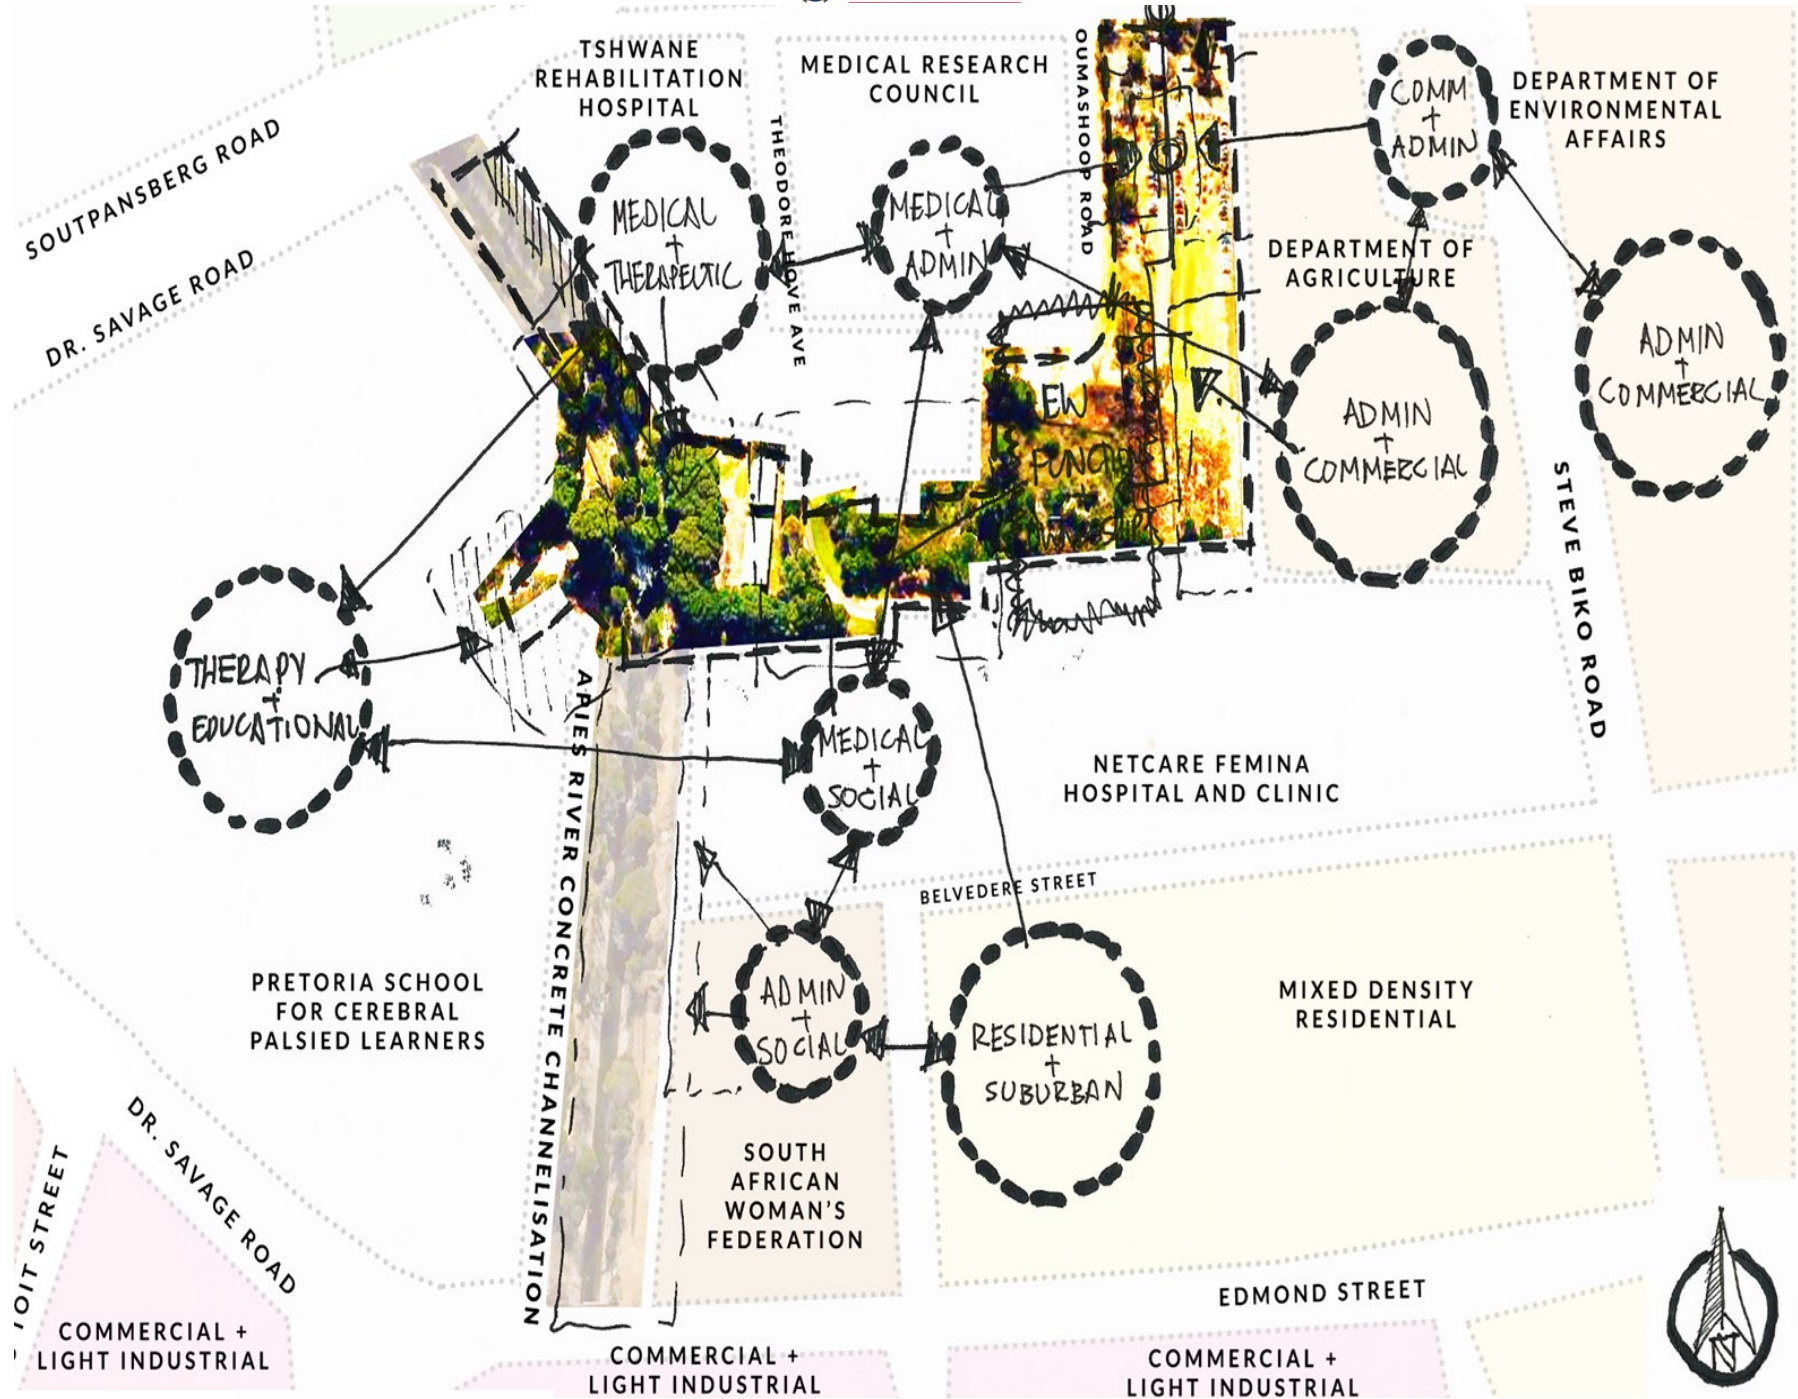 TSHWANE
REHABILITATION
HOSPITAL
MEDICAL RESEARCH
COUNCIL
OUMASHOOP ROAD
COMM
+
ADMIN
DEPARTMENT OF
ENVIRONMENTAL
AFFAIRS
SOUTPANSBERG ROAD
DR. SAVAGE ROAD
THEODORE HOVE AVE
MEDICAL
+
THERAPEUTIC
MEDICAL
+
ADMIN
DEPARTMENT OF
AGRICULTURE
ADMIN
+
COMMERCIAL
ADMIN
+
COMMERCIAL
STEVE BIKO ROAD
THERAPY
+
EDUCATIONAL
APIES RIVER CONCRETE CHANNELISATION
MEDICAL
+
SOCIAL
NETCARE FEMINA
HOSPITAL AND CLINIC
BELVEDERE STREET
PRETORIA SCHOOL
FOR CEREBRAL
PALSIED LEARNERS
ADMIN
+
SOCIAL
RESIDENTIAL
+
SUBURBAN
MIXED DENSITY
RESIDENTIAL
SOUTH
AFRICAN
WOMAN'S
FEDERATION
DR. SAVAGE ROAD
TOIT STREET
EDMOND STREET
COMMERCIAL +
LIGHT INDUSTRIAL
COMMERCIAL +
LIGHT INDUSTRIAL
COMMERCIAL +
LIGHT INDUSTRIAL
N